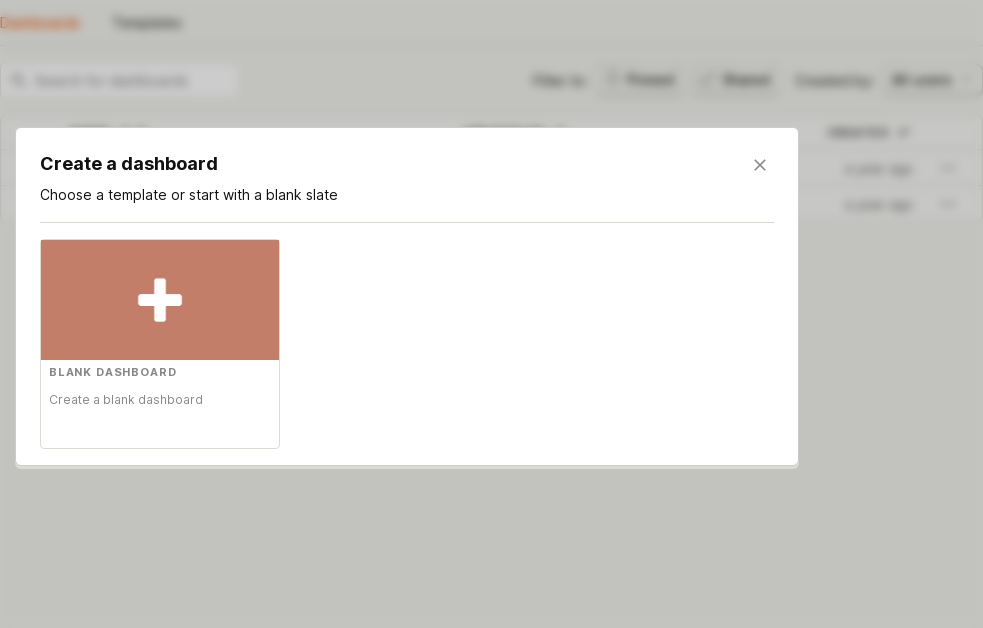 Dashboards
Templates
Search for dashboards
Filter to:
Pinned
Shared
Created by:
All users
Create a dashboard
CREATED
Choose a template or start with a blank slate
a year ago
a year ago
BLANK DASHBOARD
Create a blank dashboard